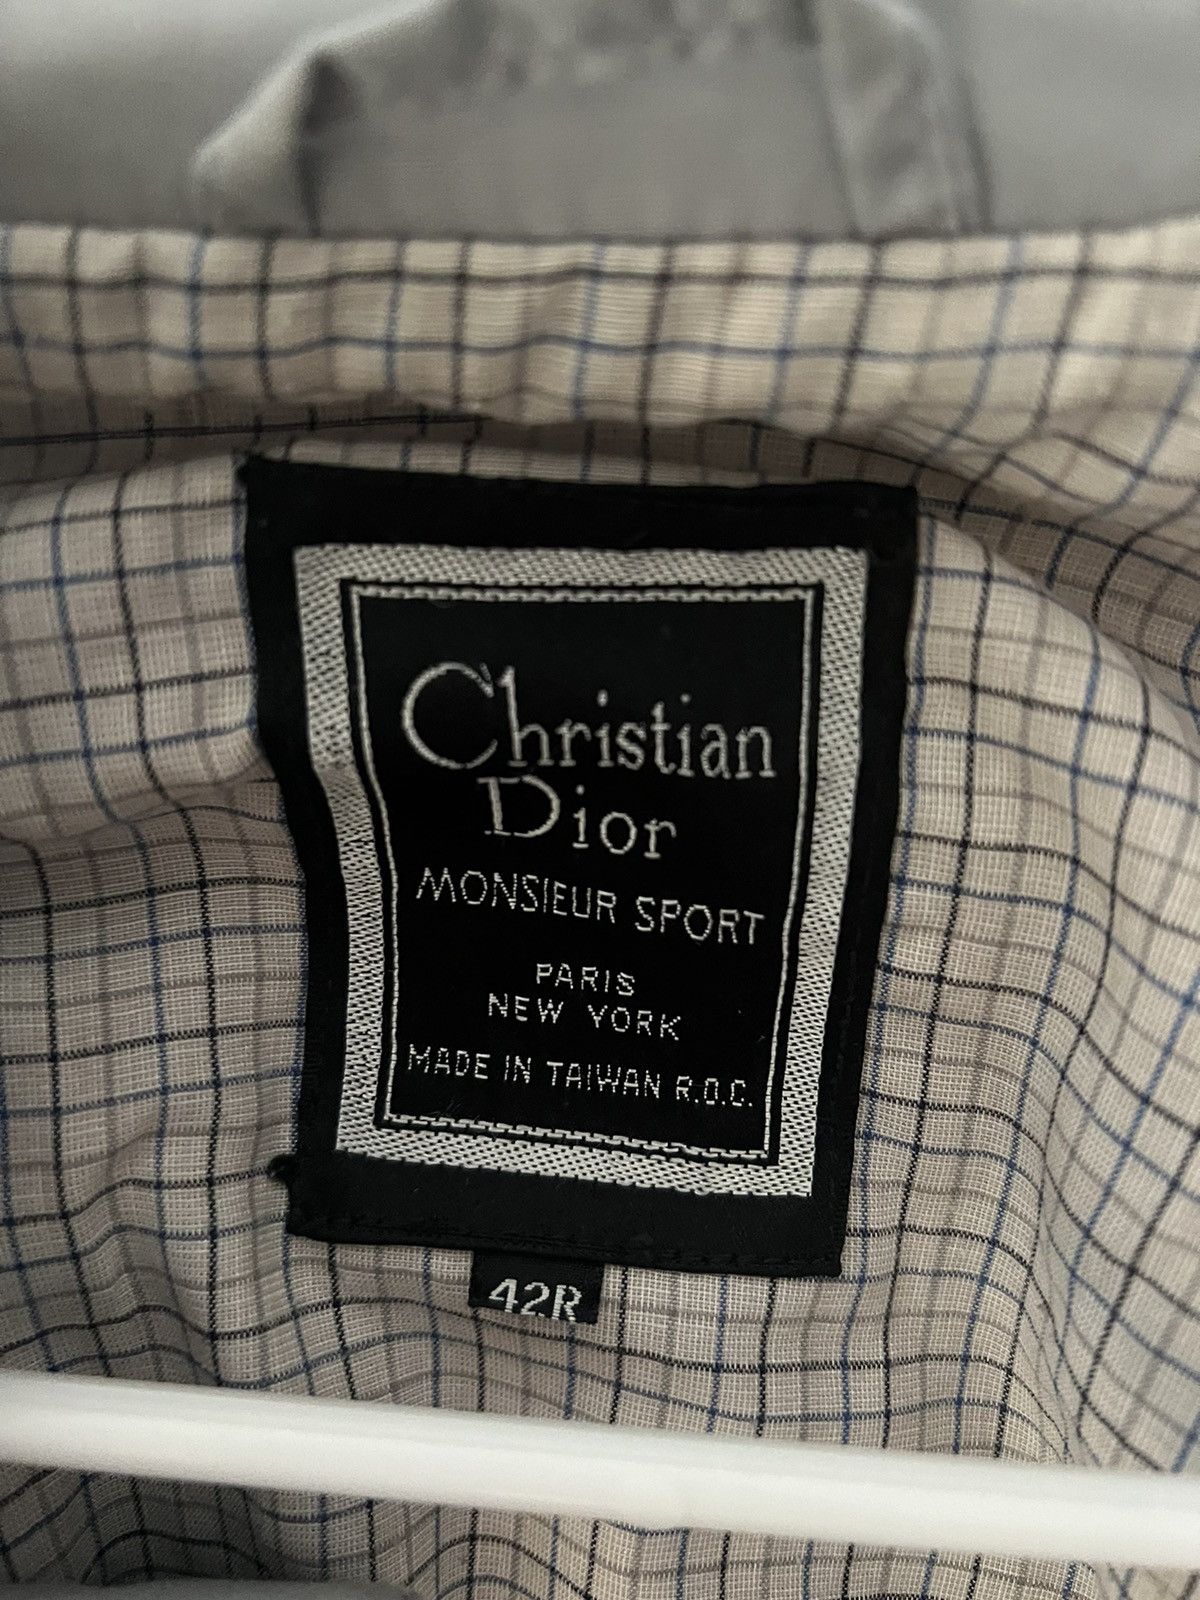 Christian
Dior
MONSIEUR SPORT
PARIS
NEW YORK
MADE IN TAIWAN R.O.C.
42R